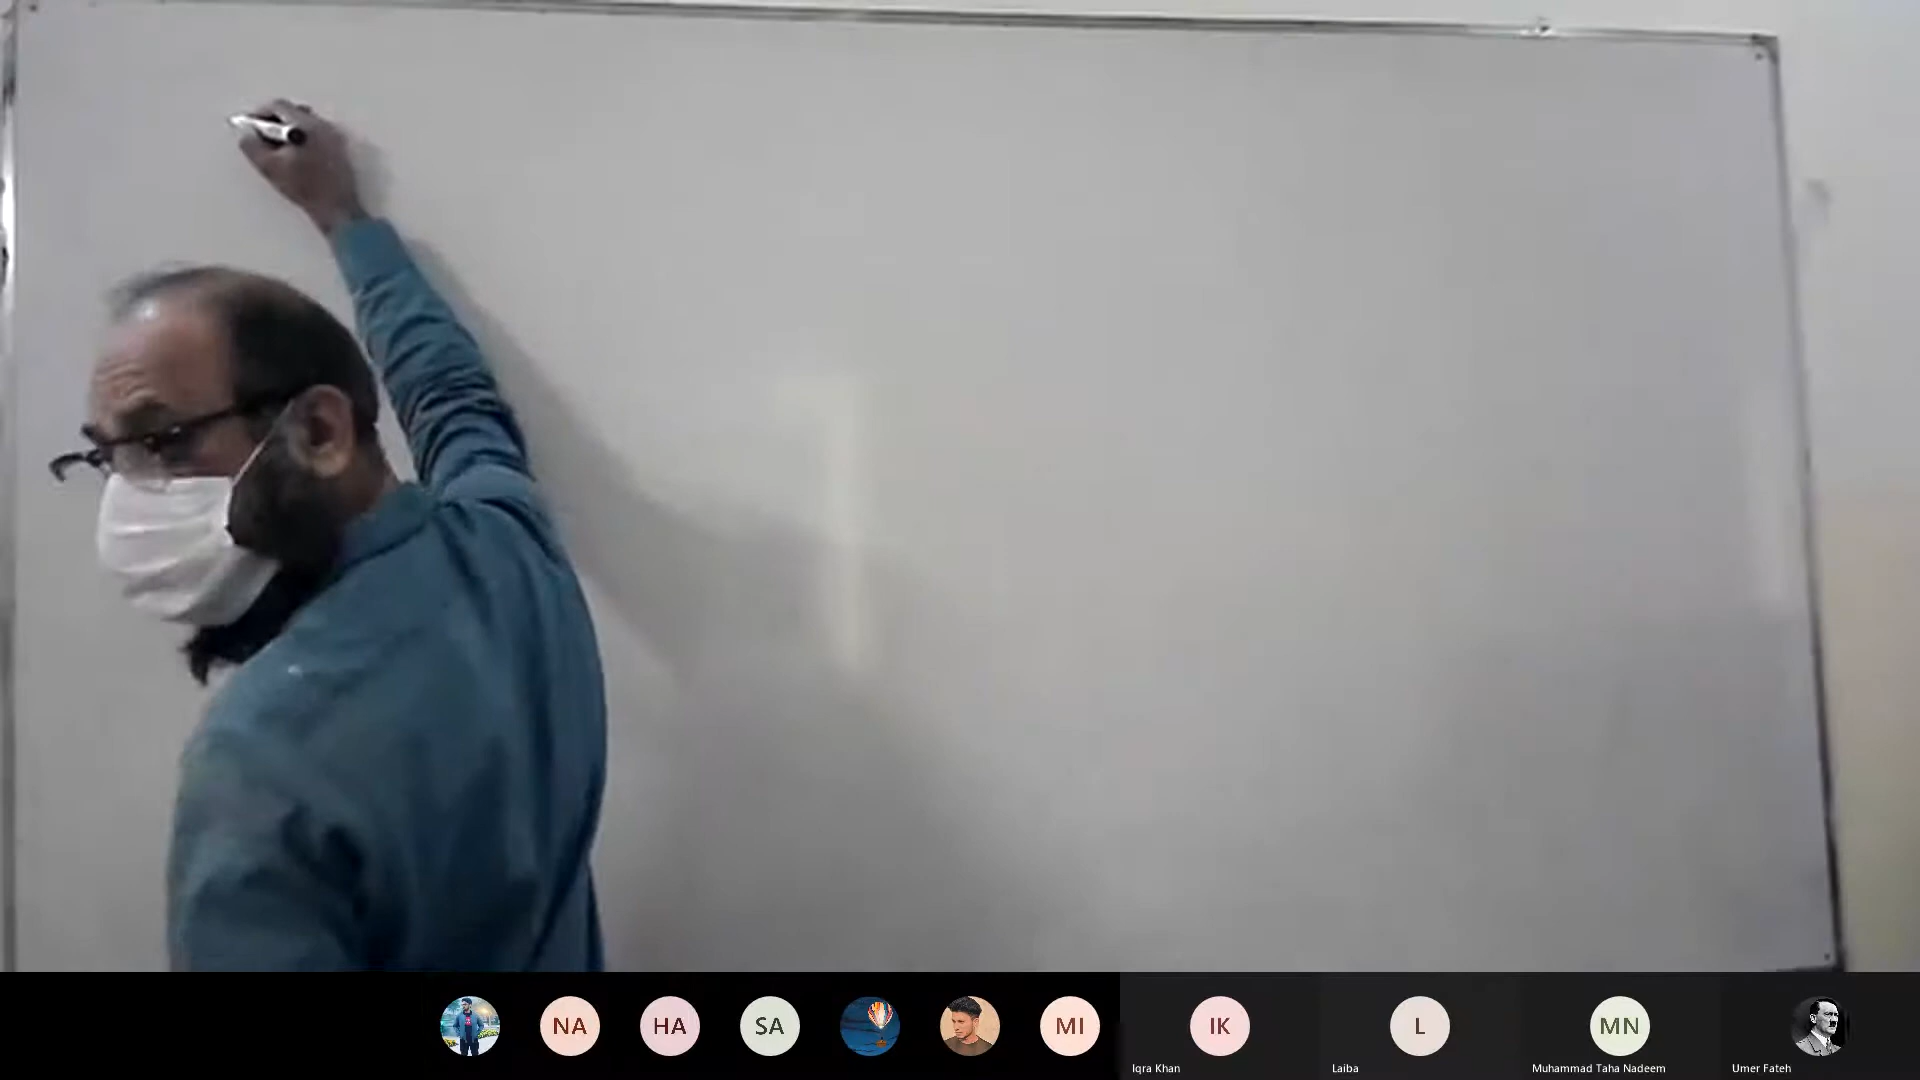 NA
HA
SA
MI
IK
L
MN
Iqra Khan
Laiba
Muhammad Taha Nadeem
Umer Fateh